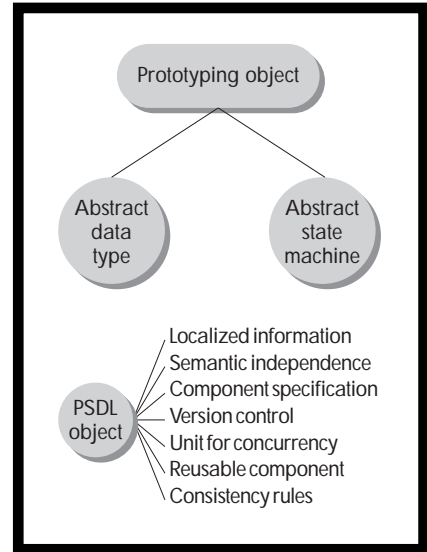 Prototyping object
Abstract
data
type
Abstract
state
machine
PSDL
object
Localized information
Semantic independence
Component specification
Version control
Unit for concurrency
Reusable component
Consistency rules